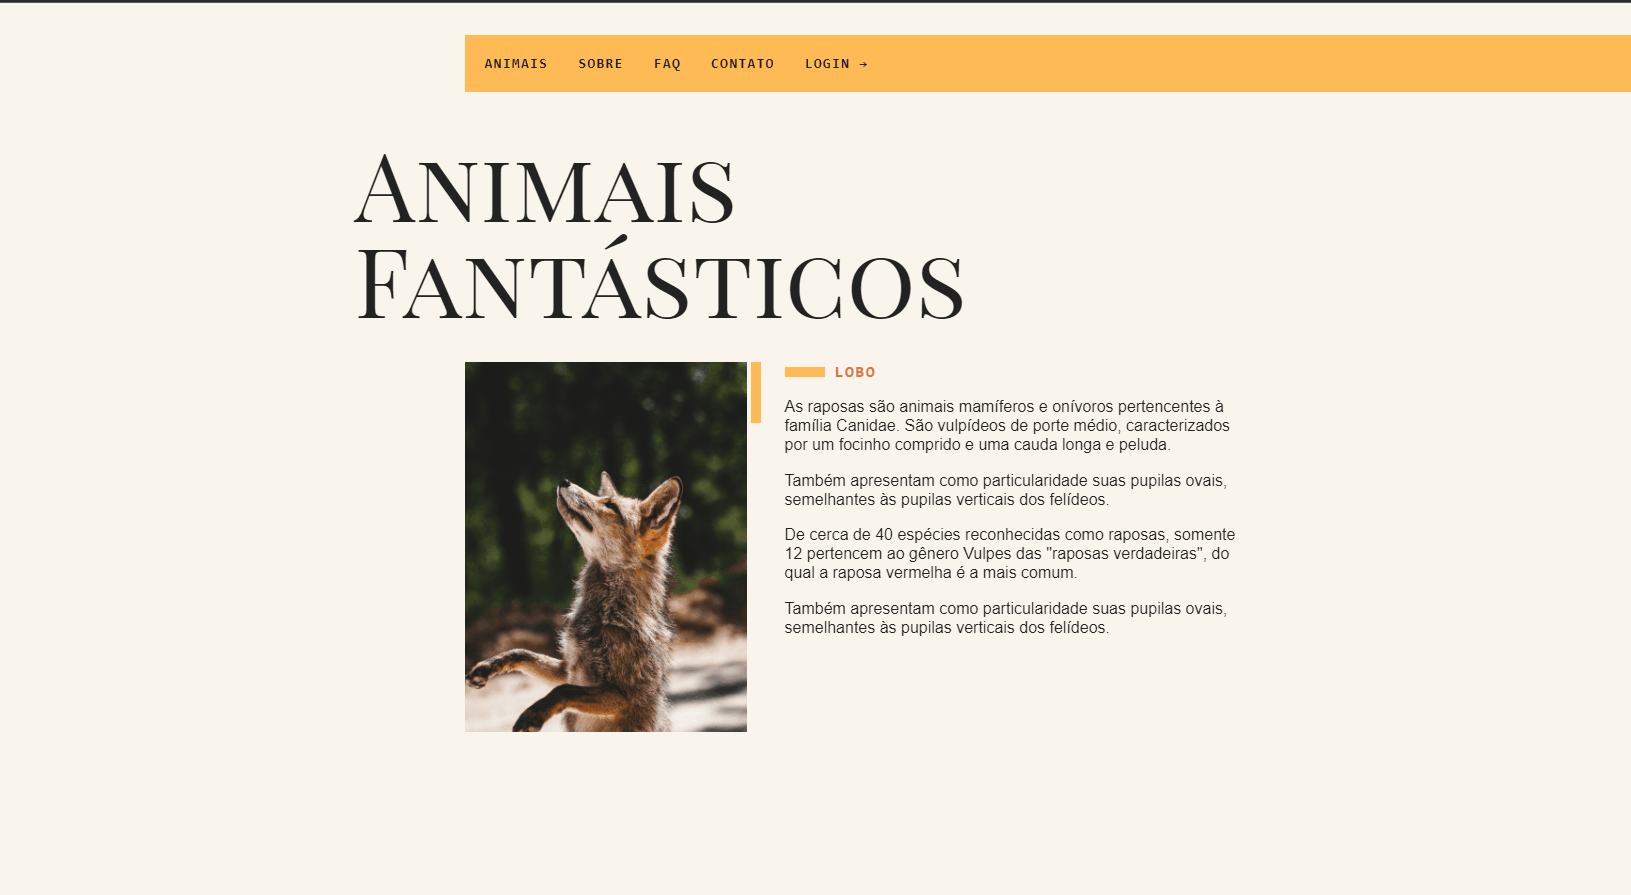 ANIMAIS SOBRE FAQ CONTATO LOGIN →
Animais
Fantásticos
LOBO
As raposas são animais mamíferos e onívoros pertencentes à
família Canidae. São vulpídeos de porte médio, caracterizados
por um focinho comprido e uma cauda longa e peluda.
Também apresentam como particularidade suas pupilas ovais,
semelhantes às pupilas verticais dos felídeos.
De cerca de 40 espécies reconhecidas como raposas, somente
12 pertencem ao gênero Vulpes das "raposas verdadeiras", do
qual a raposa vermelha é a mais comum.
Também apresentam como particularidade suas pupilas ovais,
semelhantes às pupilas verticais dos felídeos.